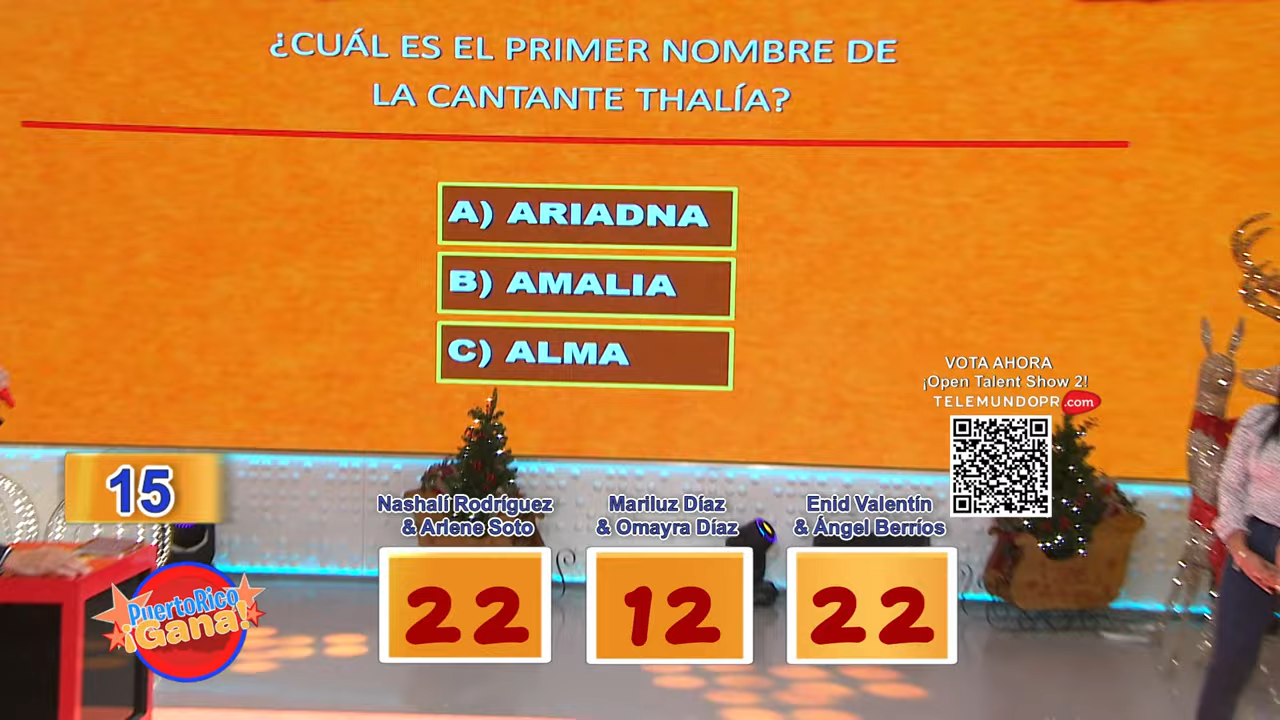 ¿CUÁL ES EL PRIMER NOMBRE DE
LA CANTANTE THALÍA?
A) ARIADNA
B) AMALIA
C) ALMA
VOTA AHORA
¡Open Talent Show 2!
TELEMUNDOPR.com
15
Nashalí Rodríguez
& Arlene Soto
Mariluz Díaz
& Omayra Díaz
Enid Valentín
& Ángel Berríos
22
12
22
PuertoRico
¡Gana!